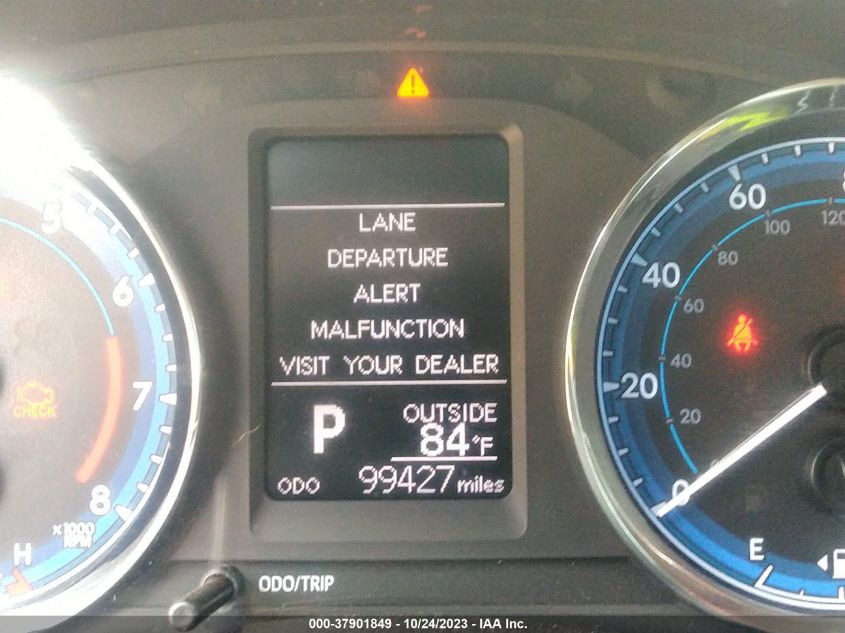 LANE
DEPARTURE
ALERT
MALFUNCTION
VISIT YOUR DEALER
P
OUTSIDE
84°F
ODO 99427 miles
5
6
7
8
x1000
RPM
CHECK
H
ODO/TRIP
0
20
40
60
20
40
60
80
100
120
E
000-37901849 - 10/24/2023 - IAA Inc.